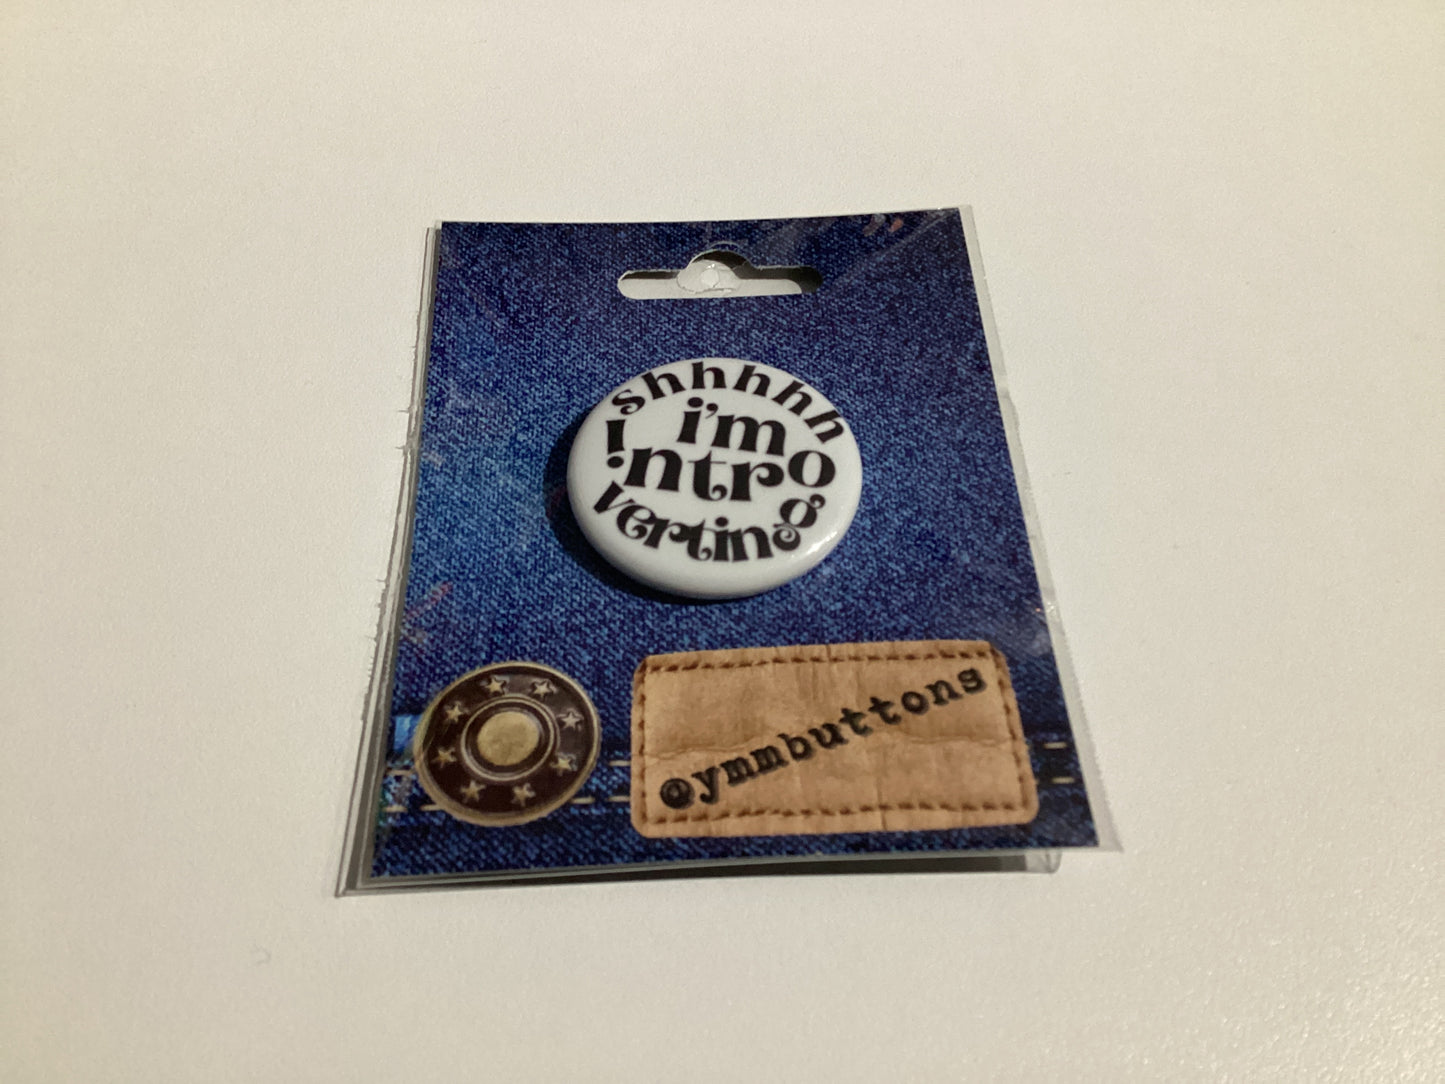 shhhhh
i'm
intro
verting
@ymmbuttons